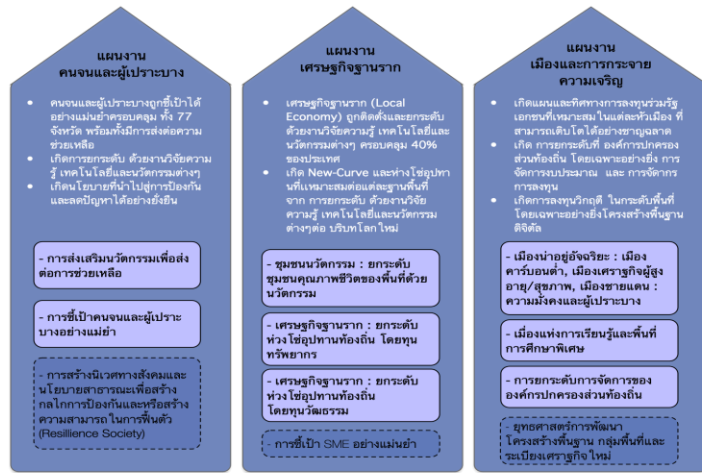 แผนงาน
คนจนและผู้เปราะบาง
คนจนและผู้เปราะบางถูกชี้เป้าได้
อย่างแม่นยำครอบคลุม ทั้ง 77
จังหวัด พร้อมทั้งมีการส่งต่อความ
ช่วยเหลือ
เกิดการยกระดับ ด้วยงานวิจัยความ
รู้ เทคโนโลยีและนวัตกรรมต่างๆ
เกิดนโยบายที่นำไปสู่การป้องกัน
และลดปัญหาได้อย่างยั่งยืน
- การส่งเสริมนวัตกรรมเพื่อส่ง
ต่อการช่วยเหลือ
- การชี้เป้าคนจนและผู้เปราะ
บางอย่างแม่ยำ
- การสร้างนิเวศทางสังคมและ
นโยบายสาธารณะเพื่อสร้าง
กลไกการป้องกันและหรือสร้าง
ความสามารถในการฟื้นตัว
(Resillience Society)
แผนงาน
เศรษฐกิจฐานราก
เศรษฐกิจฐานราก (Local
Economy) ถูกติดตั้งและยกระดับ
ด้วยงานวิจัยความรู้ เทคโนโลยีและ
นวัตกรรมต่างๆ ครอบคลุม 40%
ของประเทศ
เกิด New-Curve และห่วงโซ่อุปทา
นที่เหมาะสมต่อแต่ละฐานพื้นที่
จาก การยกระดับ ด้วยงานวิจัย
ความรู้ เทคโนโลยีและนวัตกรรม
ต่างๆต่อ บริบทโลกใหม่
- ชุมชนนวัตกรรม : ยกระดับ
ชุมชนคุณภาพชีวิตของพื้นที่ด้วย
นวัตกรรม
- เศรษฐกิจฐานราก : ยกระดับ
ห่วงโซ่อุปทานท้องถิ่น โดยทุน
ทรัพยากร
- เศรษฐกิจฐานราก : ยกระดับ
ห่วงโซ่อุปทานท้องถิ่น
โดยทุนวัฒธรรม
- การชี้เป้า SME อย่างแม่นยำ
แผนงาน
เมืองและการกระจาย
ความเจริญ
เกิดแผนและทิศทางการลงทุนร่วมรัฐ
เอกชนที่เหมาะสมในแต่ละหัวเมือง ที่
สามารถเติบโตได้อย่างชาญฉลาด
เกิด การยกระดับที่ องค์การปกครอง
ส่วนท้องถิ่น โดยเฉพาะอย่างยิ่ง การ
จัดการงบประมาณ และ การจัดการ
การลงทุน
เกิดการลงทุนวิกฤติ ในกระดับพื้นที่
โดยเฉพาะอย่างยิ่งโครงสร้างพื้นฐาน
ดิจิตัล
- เมืองน่าอยู่อัจฉริยะ : เมือง
คาร์บอนต่ำ, เมืองเศรษฐกิจผู้สูง
อายุ/สุขภาพ, เมืองชายแดน :
ความมั่งคงและผู้เปราะบาง
- เมื่องแห่งการเรียนรู้และพื้นที่
การศึกษาพิเศษ
- การยกระดับการจัดการของ
องค์กรปกครองส่วนท้องถิ่น
- ยุทธศาสตร์การพัฒนา
โครงสร้างพื้นฐาน กลุ่มพื้นที่และ
ระเบียงเศราฐกิจใหม่